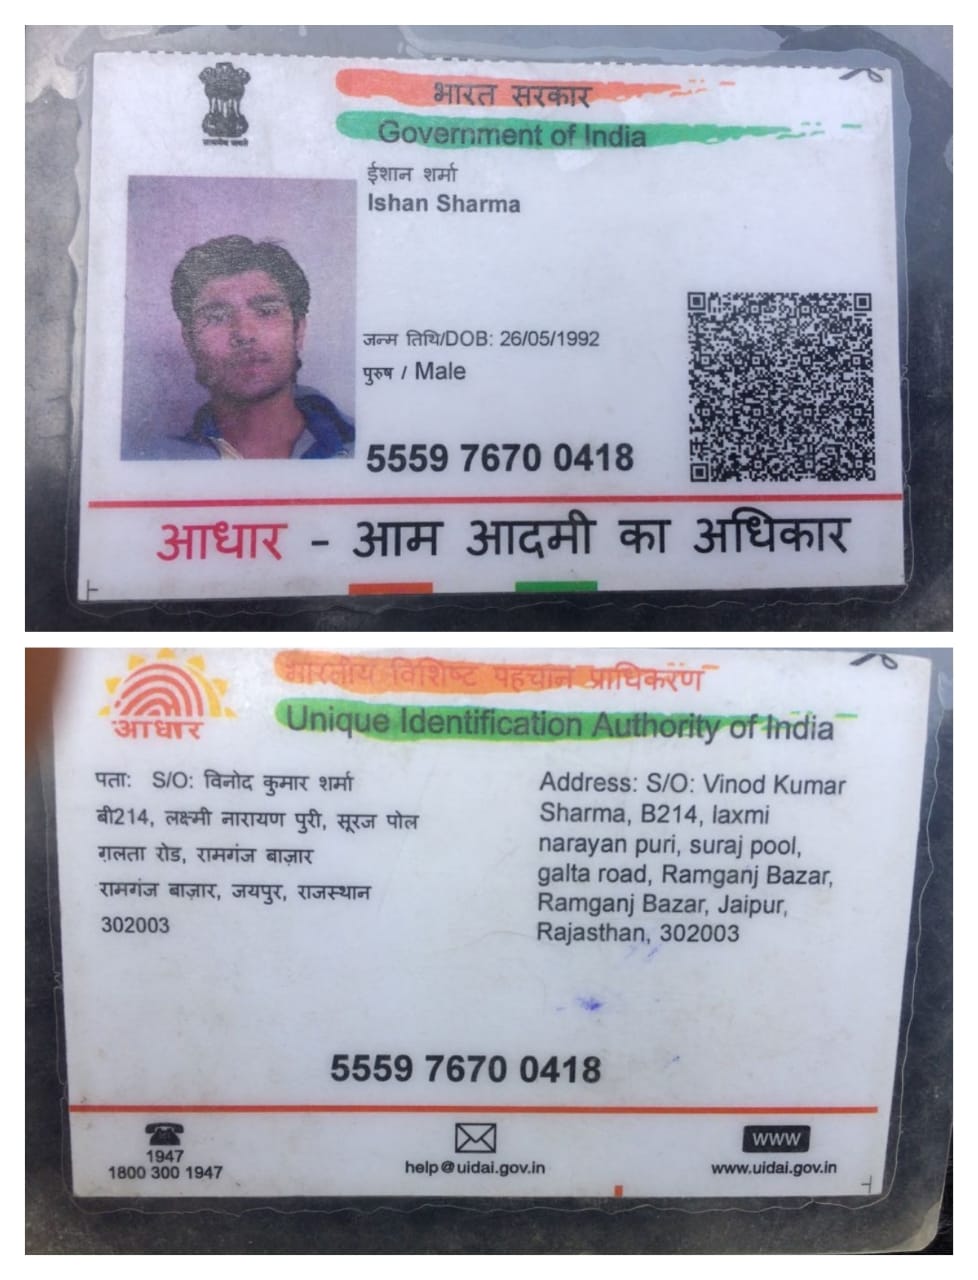 भारत सरकार
Government of India
ईशान शर्मा
Ishan Sharma
जन्म तिथि/DOB: 26/05/1992
पुरुष / Male
5559 7670 0418
आधार - आम आदमी का अधिकार
भारतीय विशिष्ट पहचान प्राधिकरण
आधार
Unique Identification Authority of India
पता: S/O: विनोद कुमार शर्मा
बी214, लक्ष्मी नारायण पुरी, सूरज पोल
ग़लता रोड, रामगंज बाज़ार
रामगंज बाज़ार, जयपुर, राजस्थान
302003
Address: S/O: Vinod Kumar
Sharma, B214, laxmi
narayan puri, suraj pool,
galta road, Ramganj Bazar,
Ramganj Bazar, Jaipur,
Rajasthan, 302003
5559 7670 0418
1947
1800 300 1947
help@uidai.gov.in
www
www.uidai.gov.in